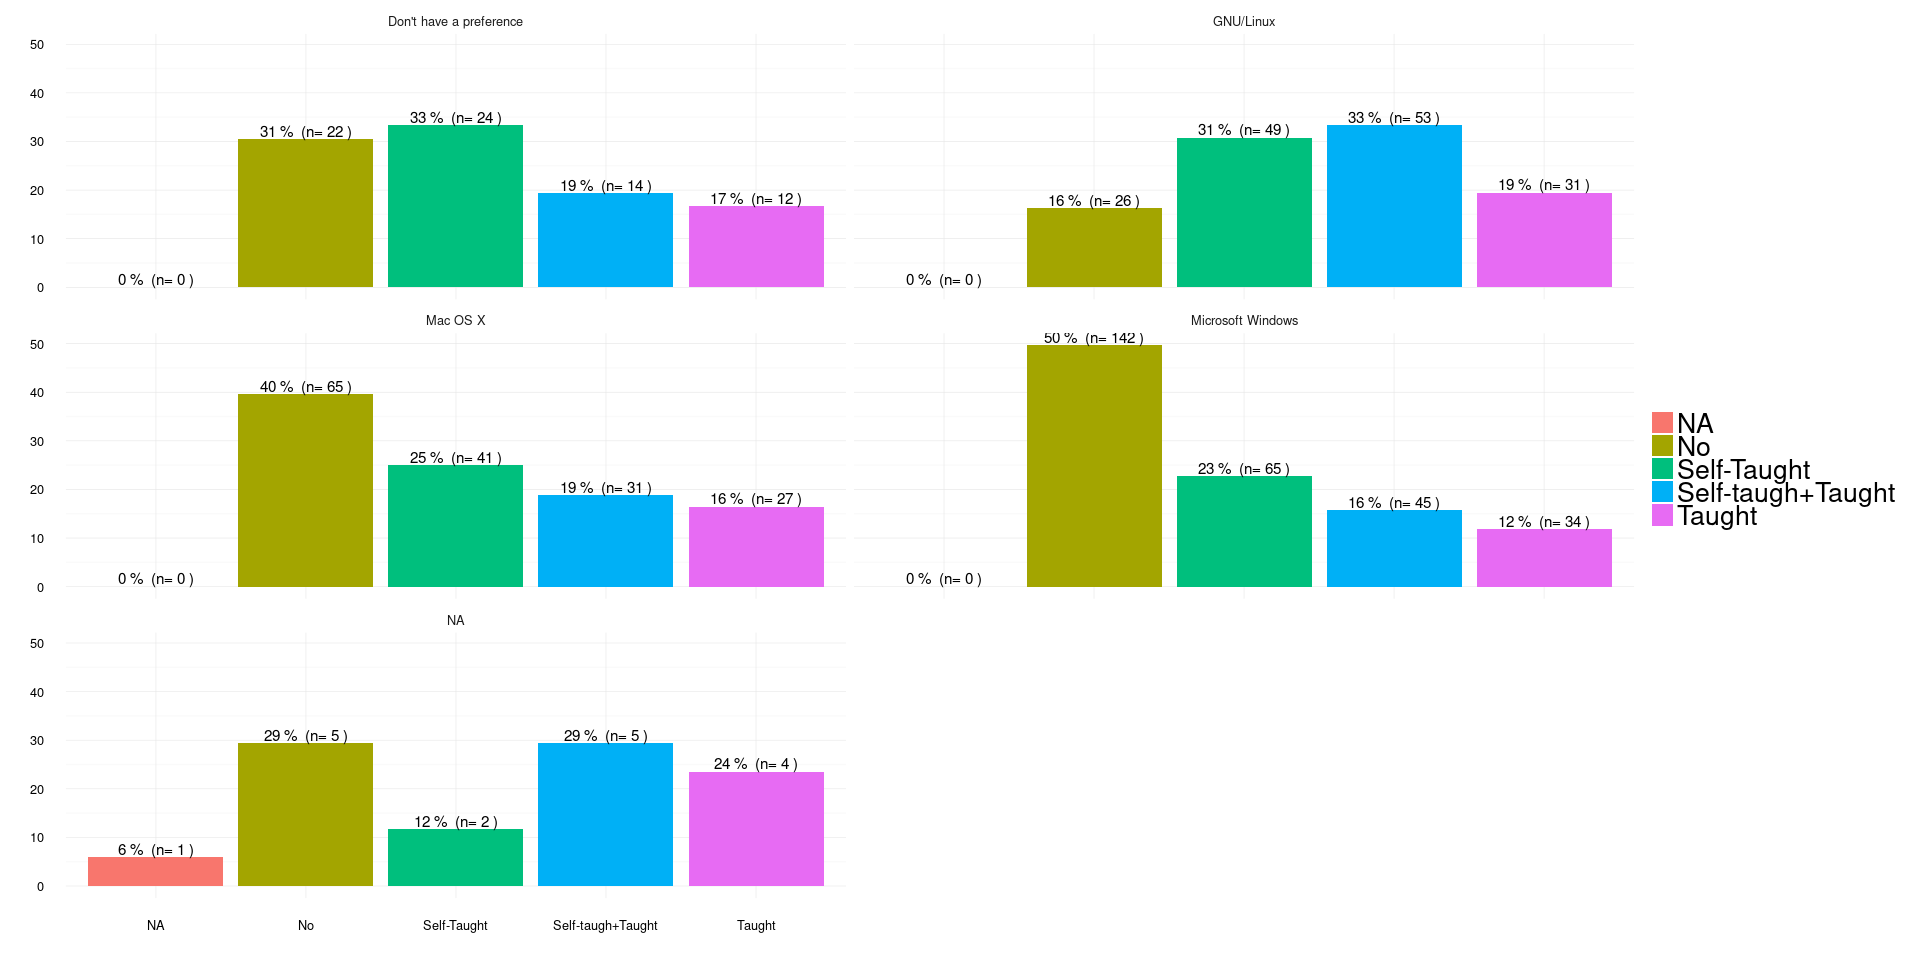 Don't have a preference
GNU/Linux
50
40
30
20
10
0
0 % (n= 0 )
31 % (n= 22 )
33 % (n= 24 )
19 % (n= 14 )
17 % (n= 12 )
0 % (n= 0 )
16 % (n= 26 )
31 % (n= 49 )
33 % (n= 53 )
19 % (n= 31 )
Mac OS X
Microsoft Windows
50
40
30
20
10
0
0 % (n= 0 )
40 % (n= 65 )
25 % (n= 41 )
19 % (n= 31 )
16 % (n= 27 )
0 % (n= 0 )
50 % (n= 142 )
23 % (n= 65 )
16 % (n= 45 )
12 % (n= 34 )
NA
50
40
30
20
10
0
6 % (n= 1 )
29 % (n= 5 )
12 % (n= 2 )
29 % (n= 5 )
24 % (n= 4 )
NA
No
Self-Taught
Self-taugh+Taught
Taught
NA
No
Self-Taught
Self-taugh+Taught
Taught